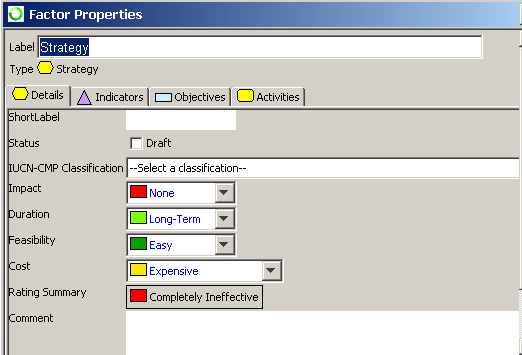 Factor Properties
Label Strategy
Type Strategy
Details Indicators Objectives Activities
ShortLabel
Status Draft
IUCN-CMP Classification --Select a classification--
Impact None
Duration Long-Term
Feasibility Easy
Cost Expensive
Rating Summary Completely Ineffective
Comment